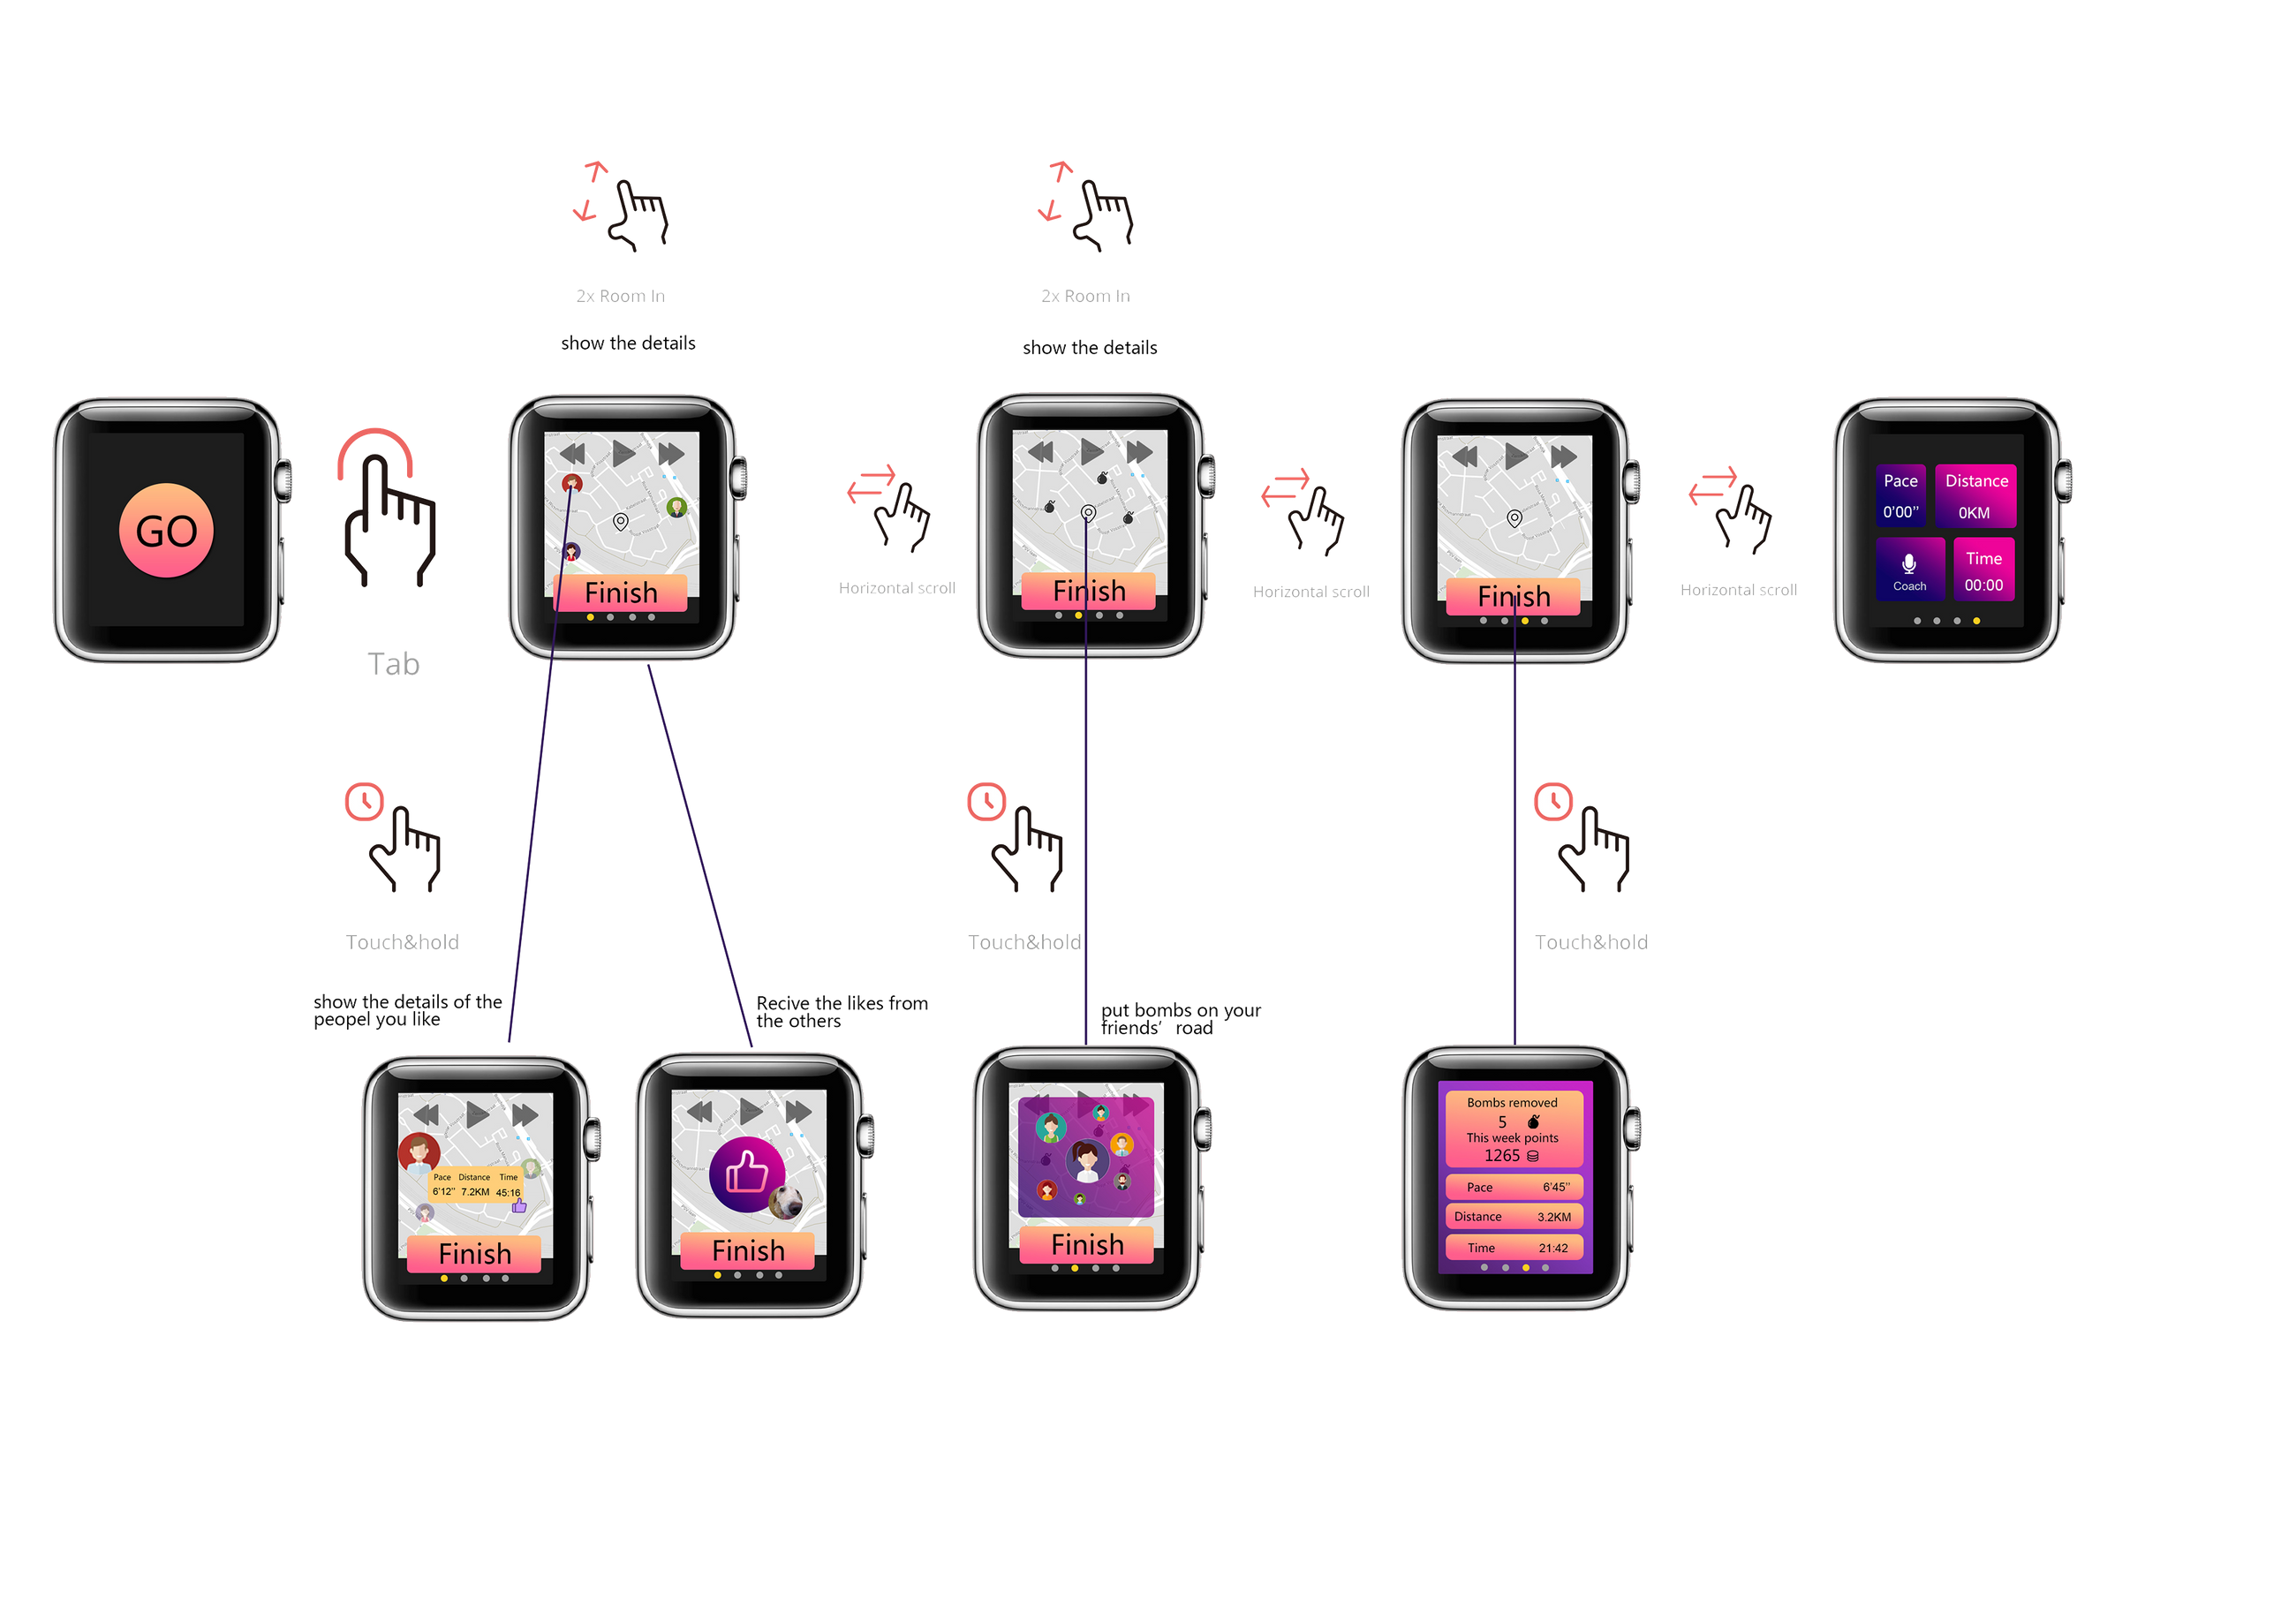 2x Room In
2x Room In
show the details
show the details
GO
Tab
Finish
Horizontal scroll
Finish
Horizontal scroll
Finish
Horizontal scroll
Pace
0'00"
Distance
0KM
Coach
Time
00:00
Touch&hold
Touch&hold
Touch&hold
show the details of the
peopel you like
Recive the likes from
the others
put bombs on your
friends' road
Pace Distance Time
6'12" 7.2KM 45:16
Finish
Finish
Finish
Bombs removed
5
This week points
1265
Pace 6'45"
Distance 3.2KM
Time 21:42